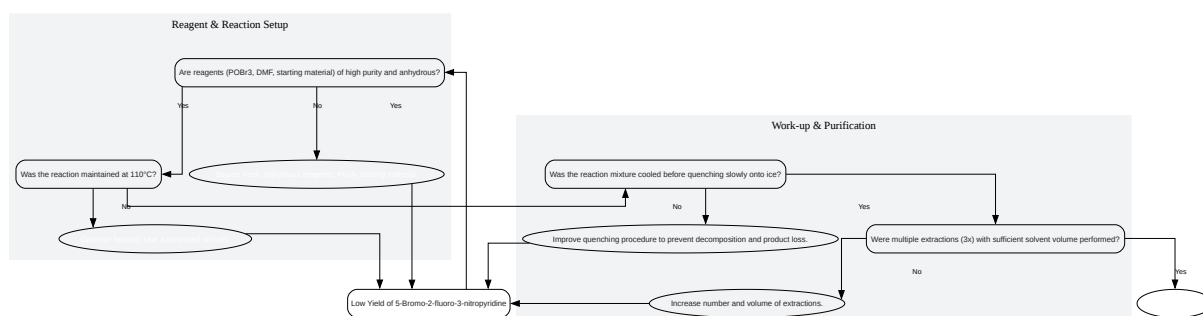 Reagent & Reaction Setup
Are reagents (POBr3, DMF, starting material) of high purity and anhydrous?
Yes
No
Yes
Work-up & Purification
Was the reaction maintained at 110°C?
Was the reaction mixture cooled before quenching slowly onto ice?
No
No
Yes
Improve quenching procedure to prevent decomposition and product loss.
Were multiple extractions (3x) with sufficient solvent volume performed?
No
Yes
Low Yield of 5-Bromo-2-fluoro-3-nitropyridine
Increase number and volume of extractions.